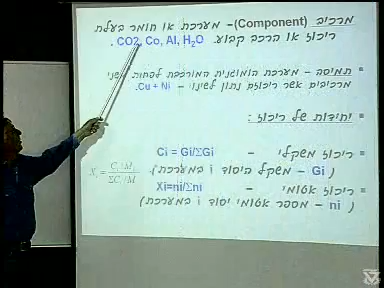 מרכיב (Component)- מערכת או חומר בעלת
ריכוז או הרכב קבוע. CO2, Co, Al, H₂O .
תמיסה - מערכת הומוגנית המורכבת לפחות משני
מרכיבים אשר ריכוזם נתון לשינוי - Cu + Ni.
יחידות של ריכוז :
ריכוז משקלי - Ci = Gi/ΣGi
( Gi - משקל היסוד i במערכת).
ריכוז אטומי - Xi=ni/Σni
( ni - מספר אטומי יסוד i במערכת)